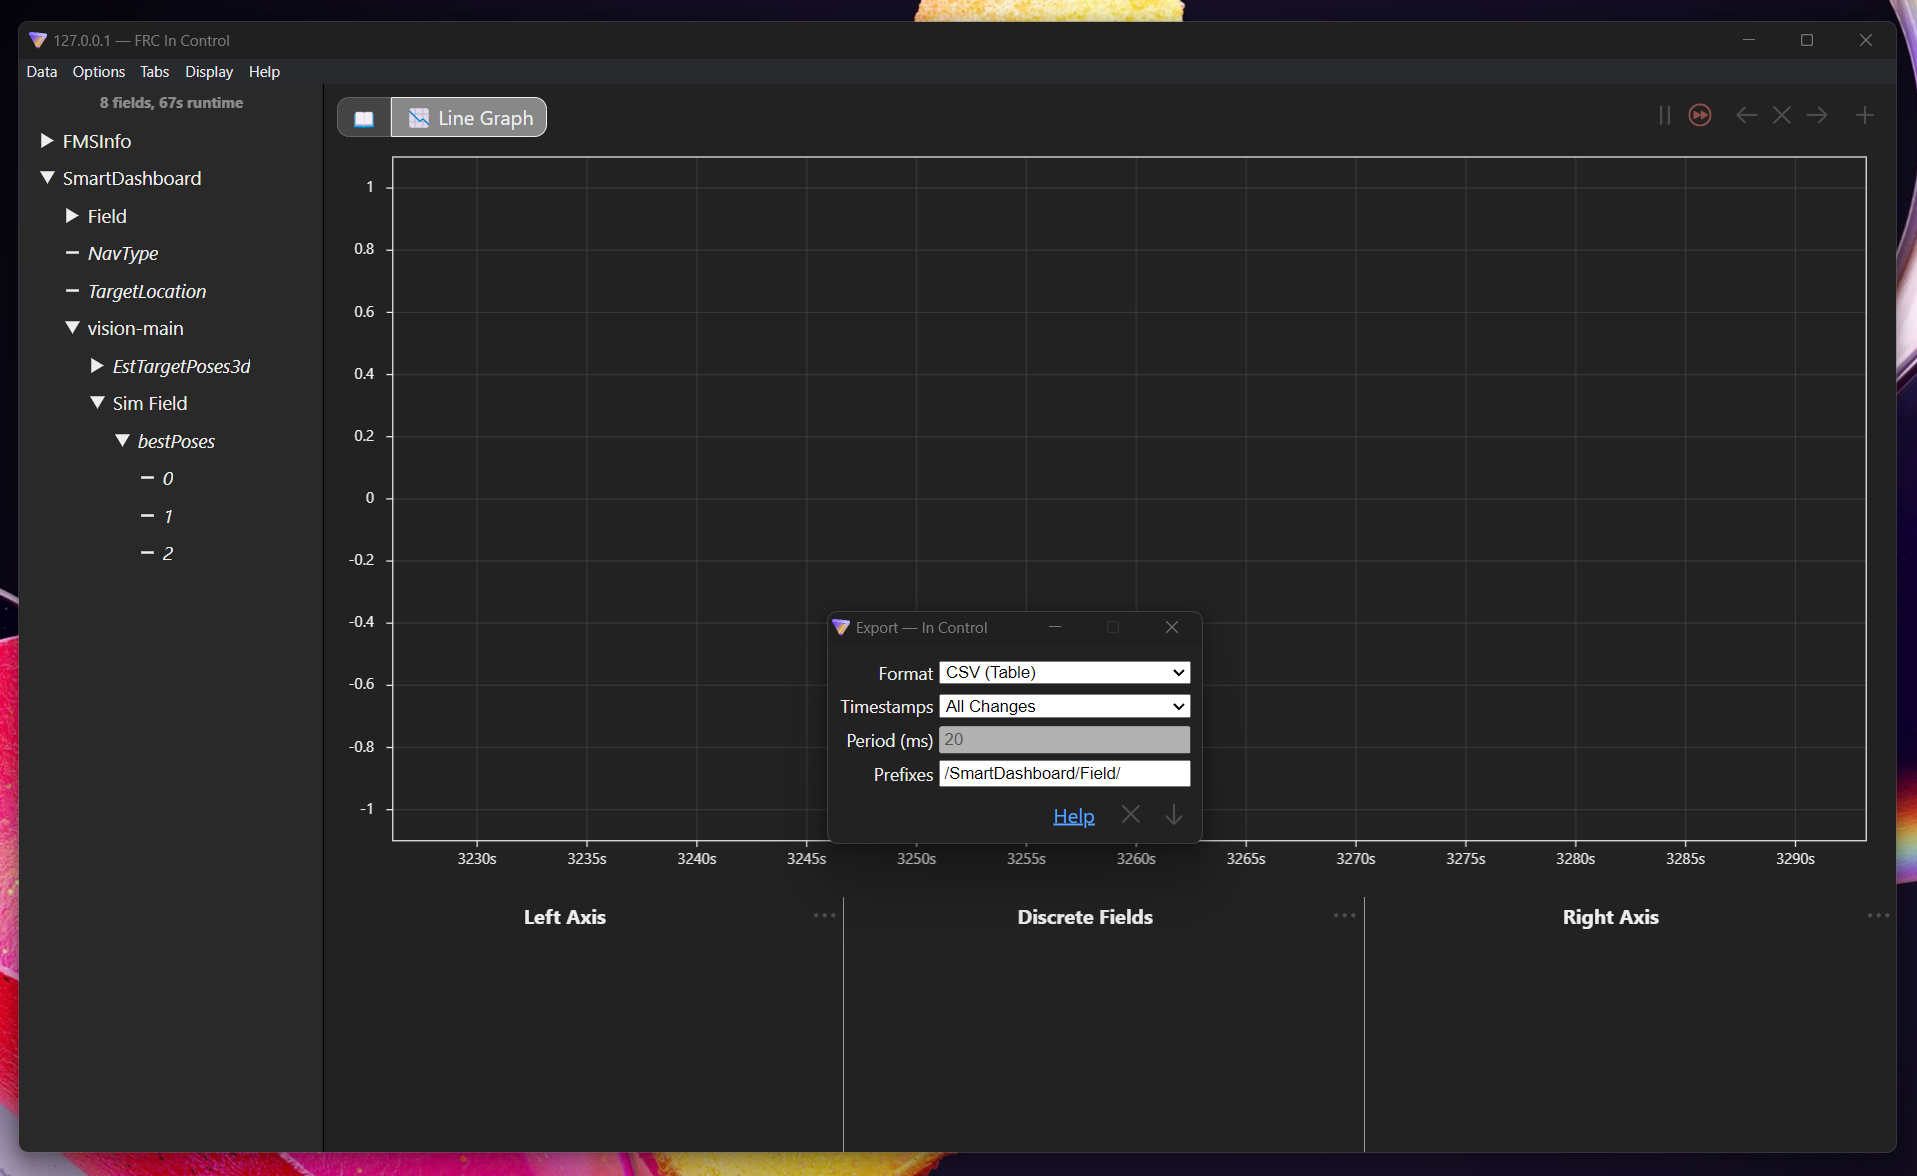 127.0.0.1 — FRC In Control
Data Options Tabs Display Help
8 fields, 67s runtime
FMSInfo
SmartDashboard
Field
NavType
TargetLocation
vision-main
EstTargetPoses3d
Sim Field
bestPoses
0
1
2
Line Graph
1
0.8
0.6
0.4
0.2
0
-0.2
-0.4
-0.6
-0.8
-1
3230s 3235s 3240s 3245s 3250s 3255s 3260s 3265s 3270s 3275s 3280s 3285s 3290s
Export — In Control
Format CSV (Table)
Timestamps All Changes
Period (ms) 20
Prefixes /SmartDashboard/Field/
Help
Left Axis
Discrete Fields
Right Axis